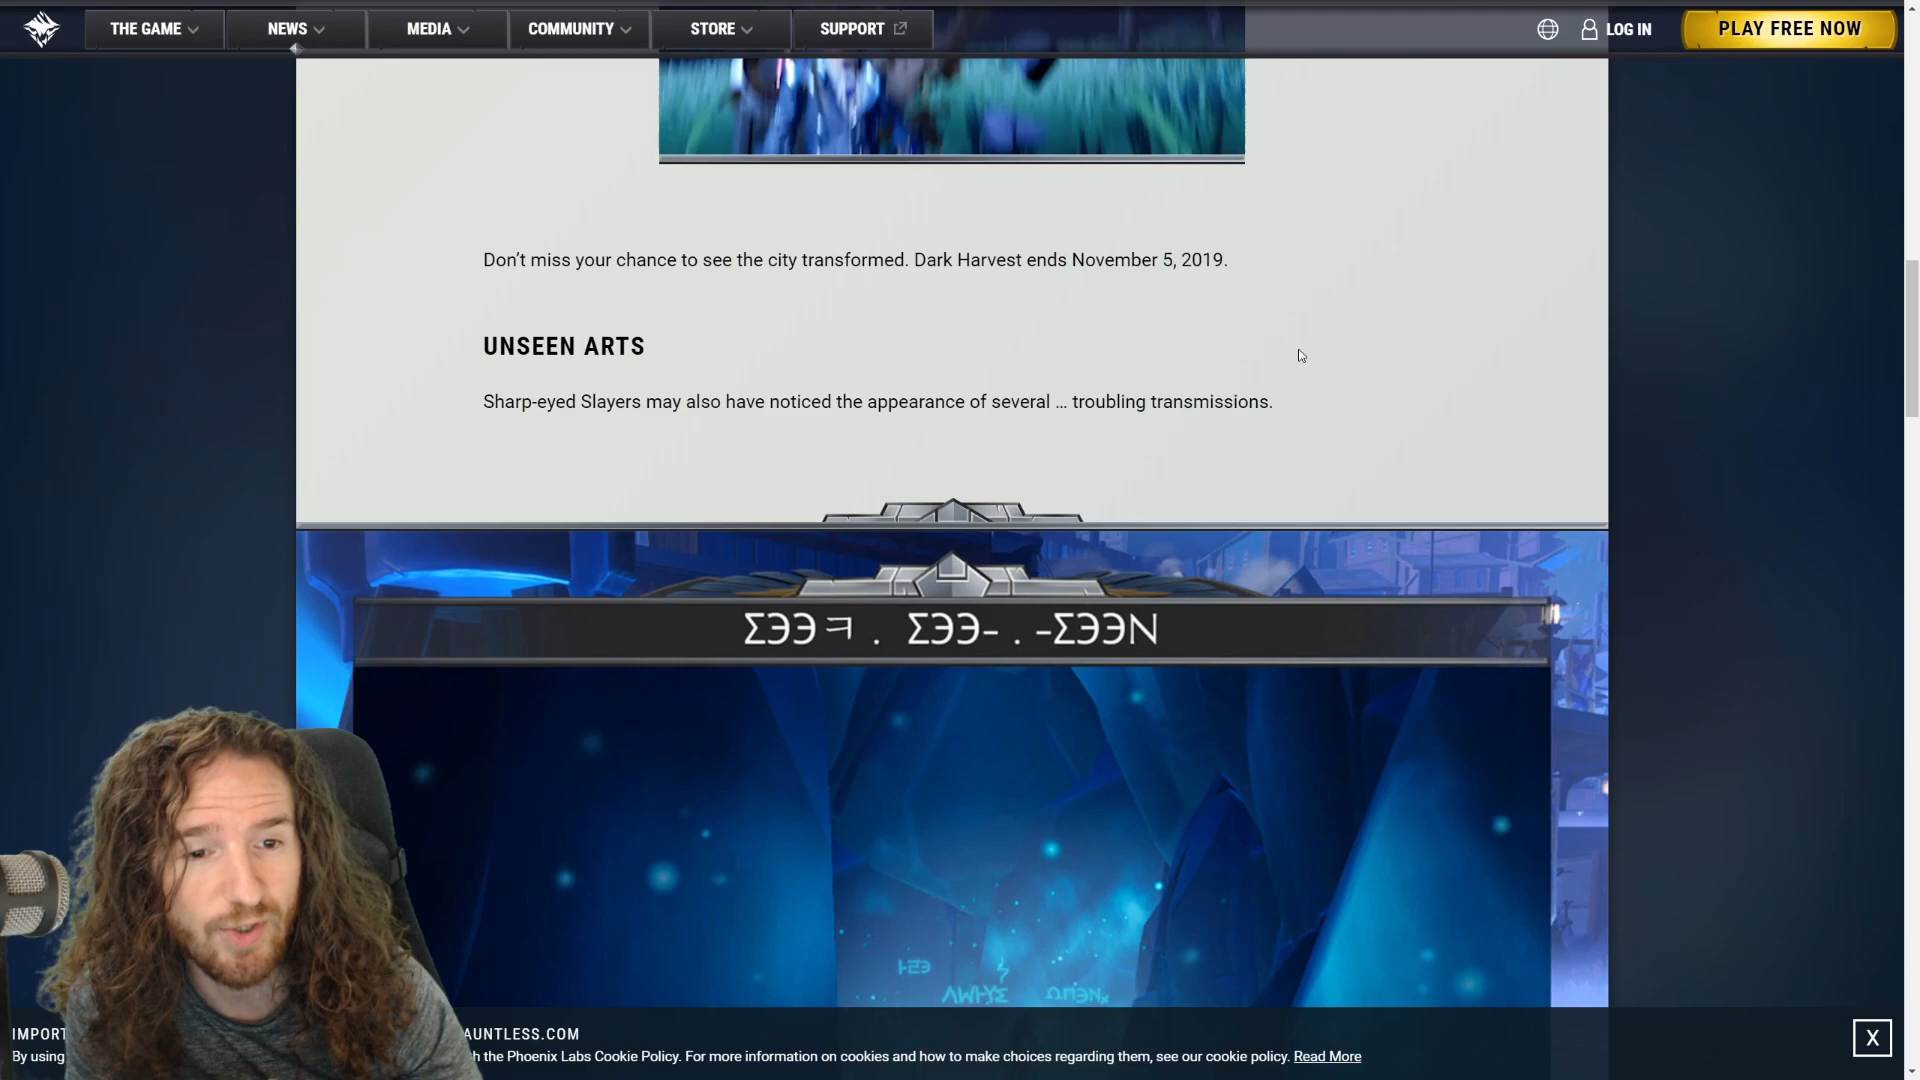 THE GAME NEWS MEDIA COMMUNITY STORE SUPPORT LOG IN PLAY FREE NOW
Don’t miss your chance to see the city transformed. Dark Harvest ends November 5, 2019.
UNSEEN ARTS
Sharp-eyed Slayers may also have noticed the appearance of several ... troubling transmissions.
ΣЭЭㅋ . ΣЭЭ- . -ΣЭЭN
AUNTLESS.COM
By using
the Phoenix Labs Cookie Policy. For more information on cookies and how to make choices regarding them, see our cookie policy. Read More
X